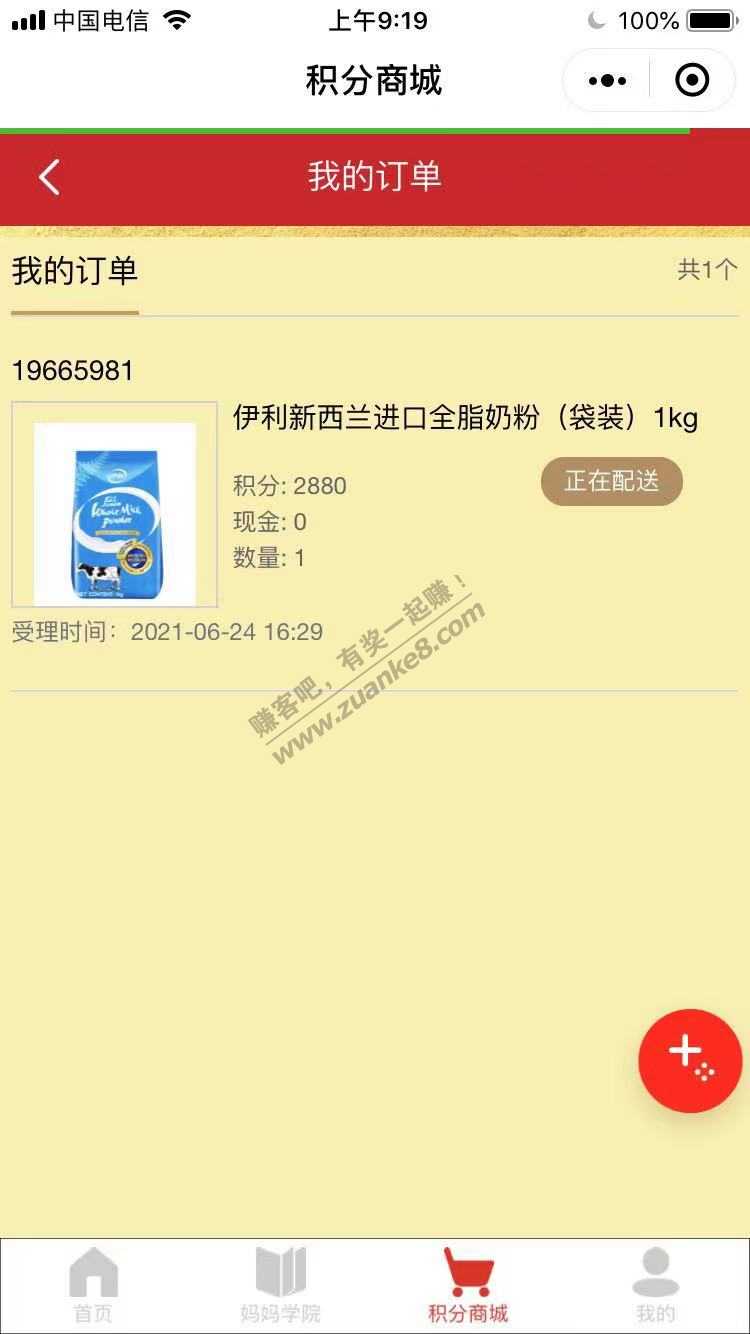 中国电信 上午9:19 100%
积分商城
我的订单
我的订单 共1个
19665981
伊利新西兰进口全脂奶粉（袋装）1kg
积分: 2880
正在配送
现金: 0
数量: 1
Whole Milk
Powder
受理时间：2021-06-24 16:29
赚客吧，有奖一起赚！
www.zuanke8.com
首页 妈妈学院 积分商城 我的